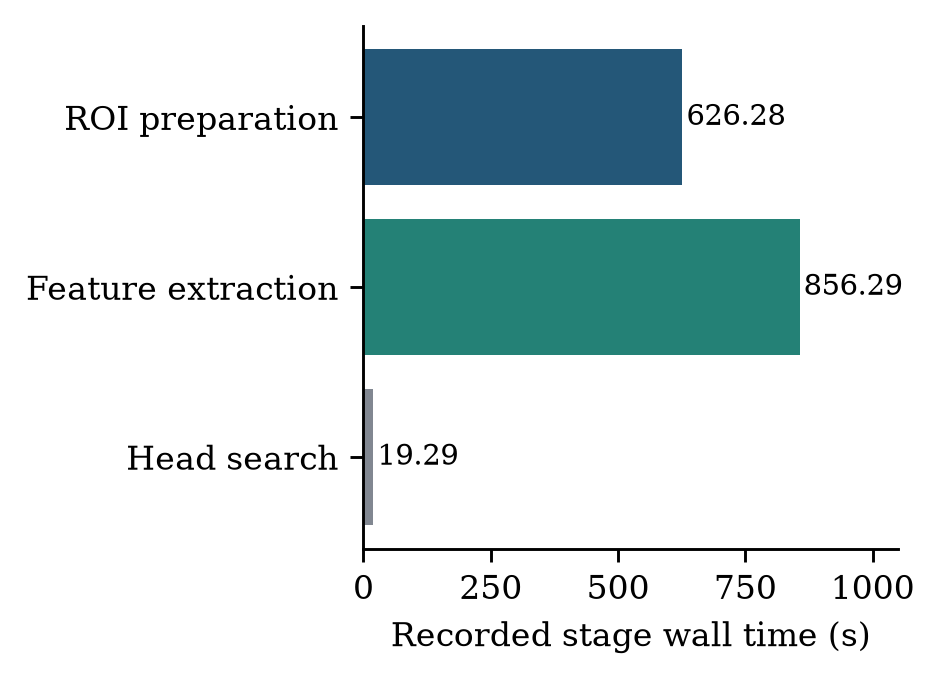 ROI preparation
626.28
Feature extraction
856.29
Head search
19.29
0 250 500 750 1000
Recorded stage wall time (s)